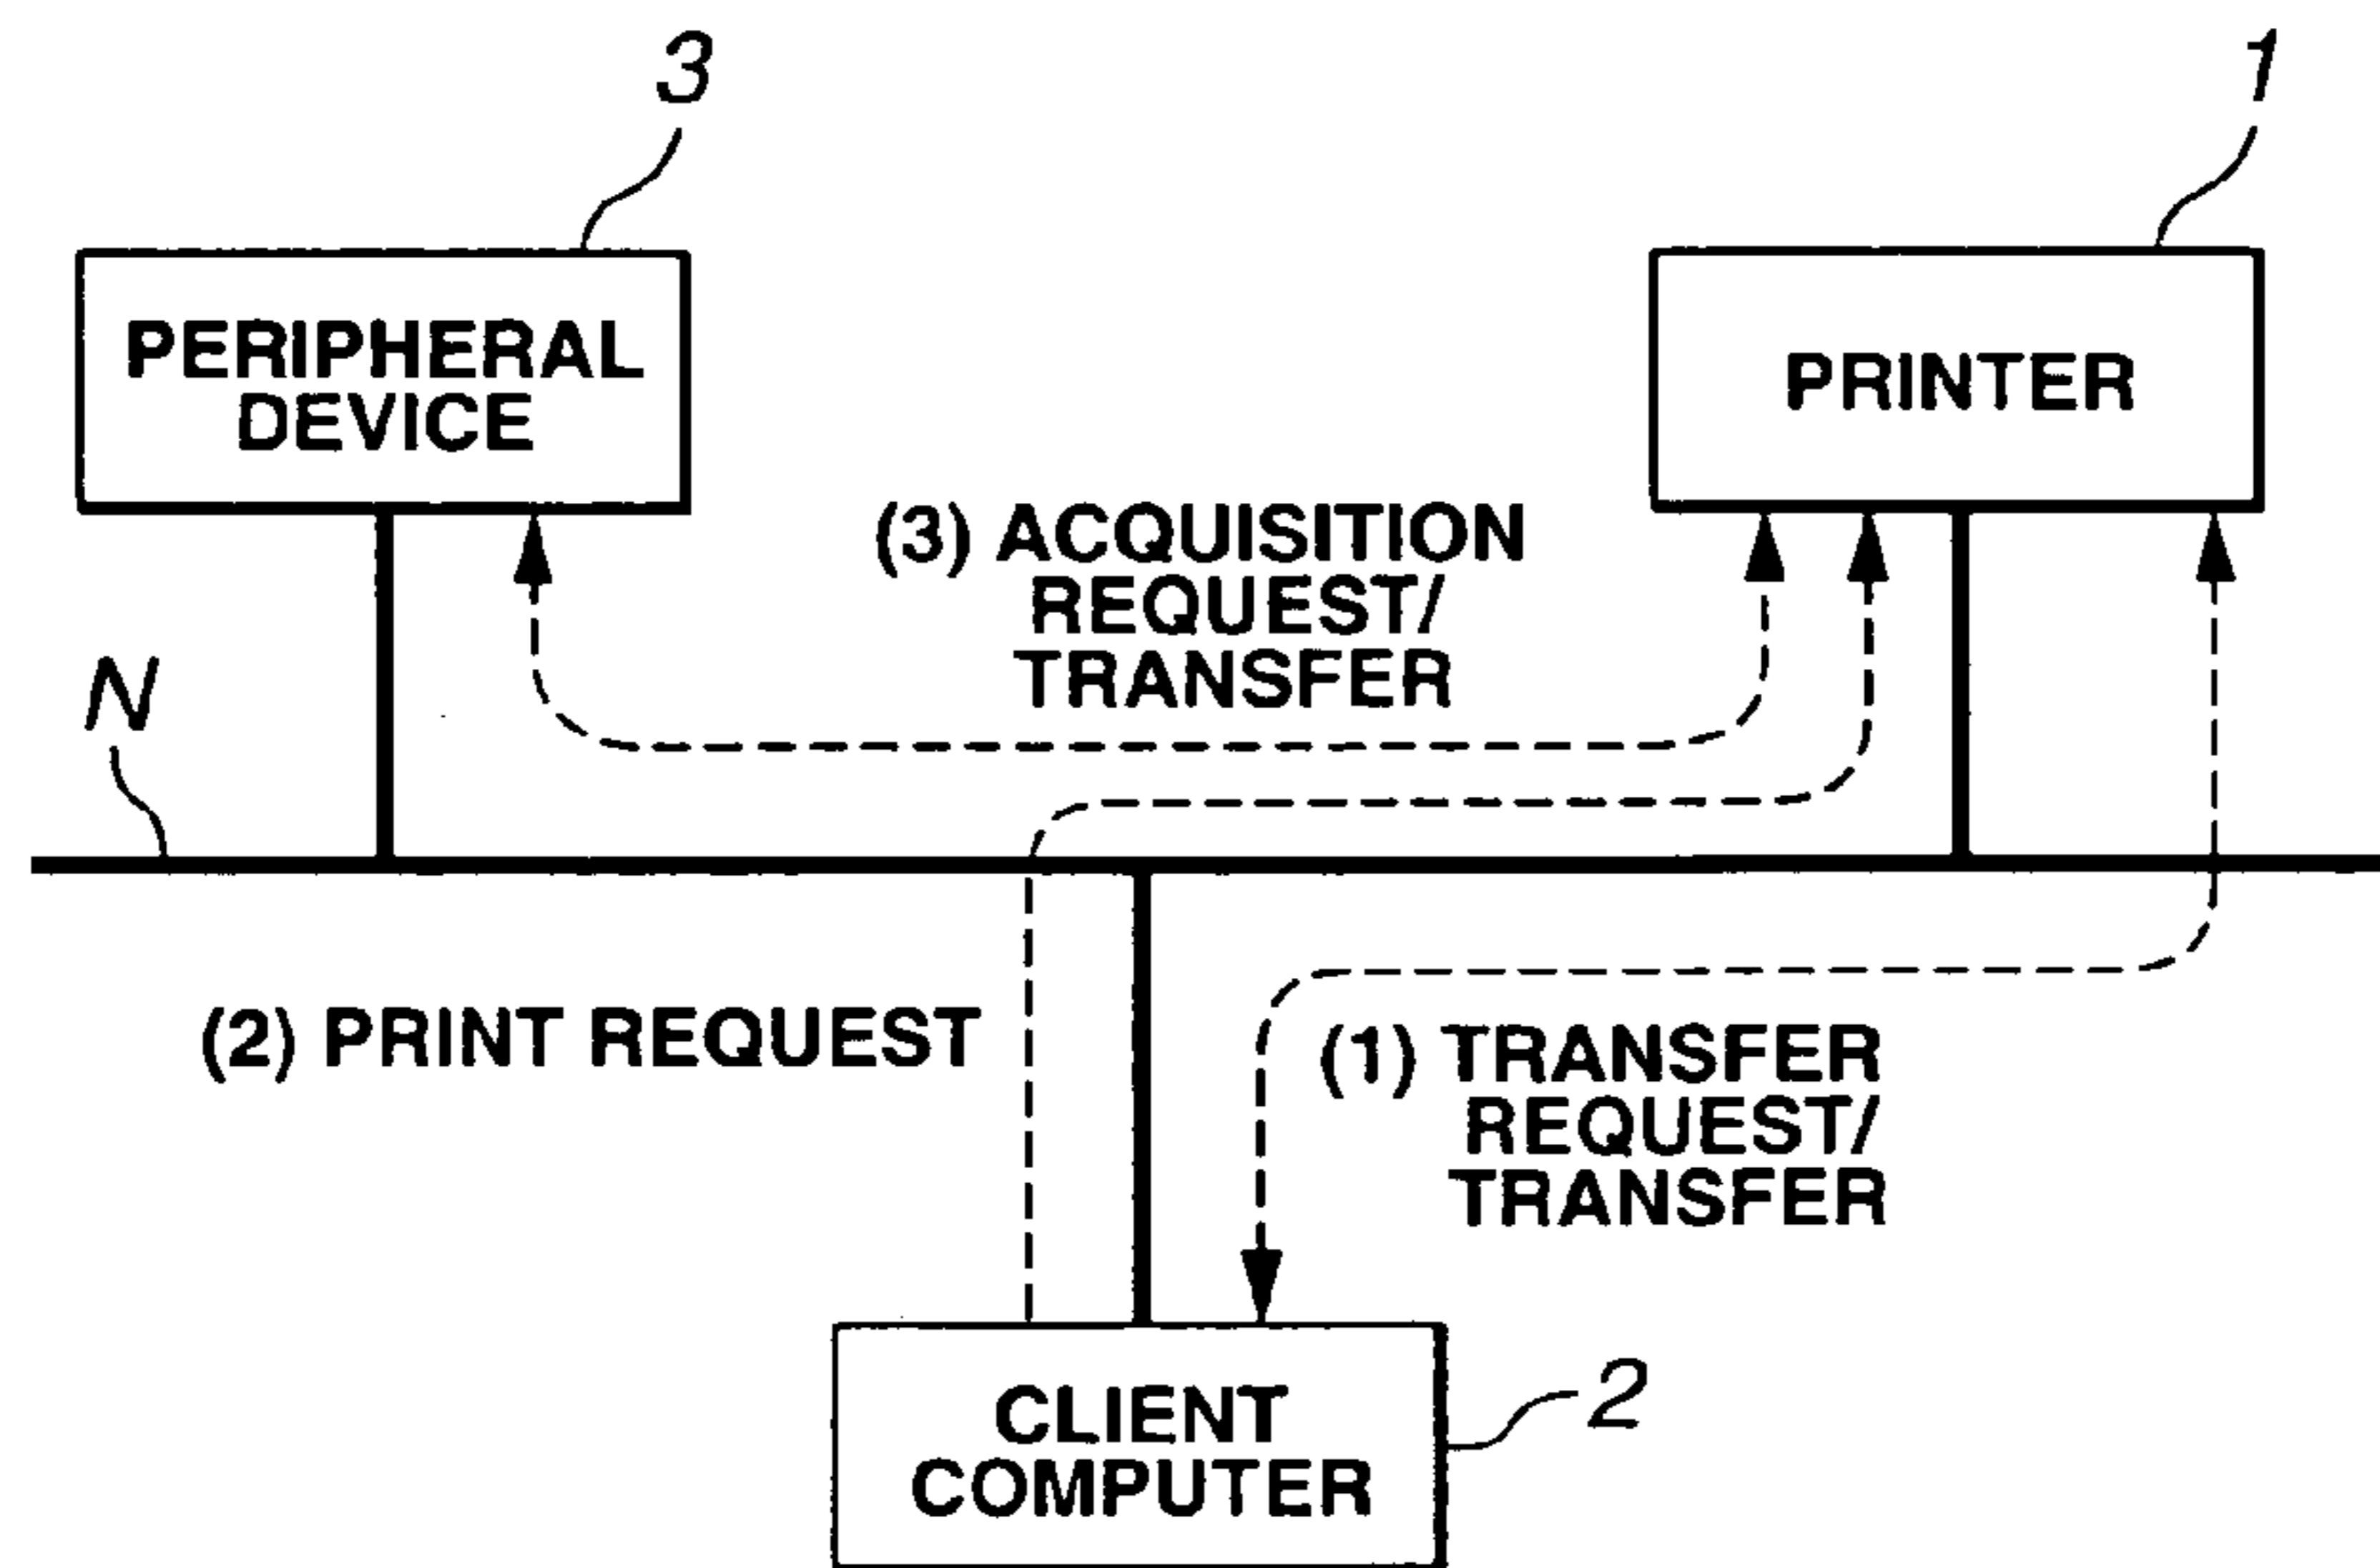 3
1
PERIPHERAL
DEVICE
PRINTER
(3) ACQUISITION
REQUEST/
TRANSFER
N
(2) PRINT REQUEST
(1) TRANSFER
REQUEST/
TRANSFER
CLIENT
COMPUTER
2